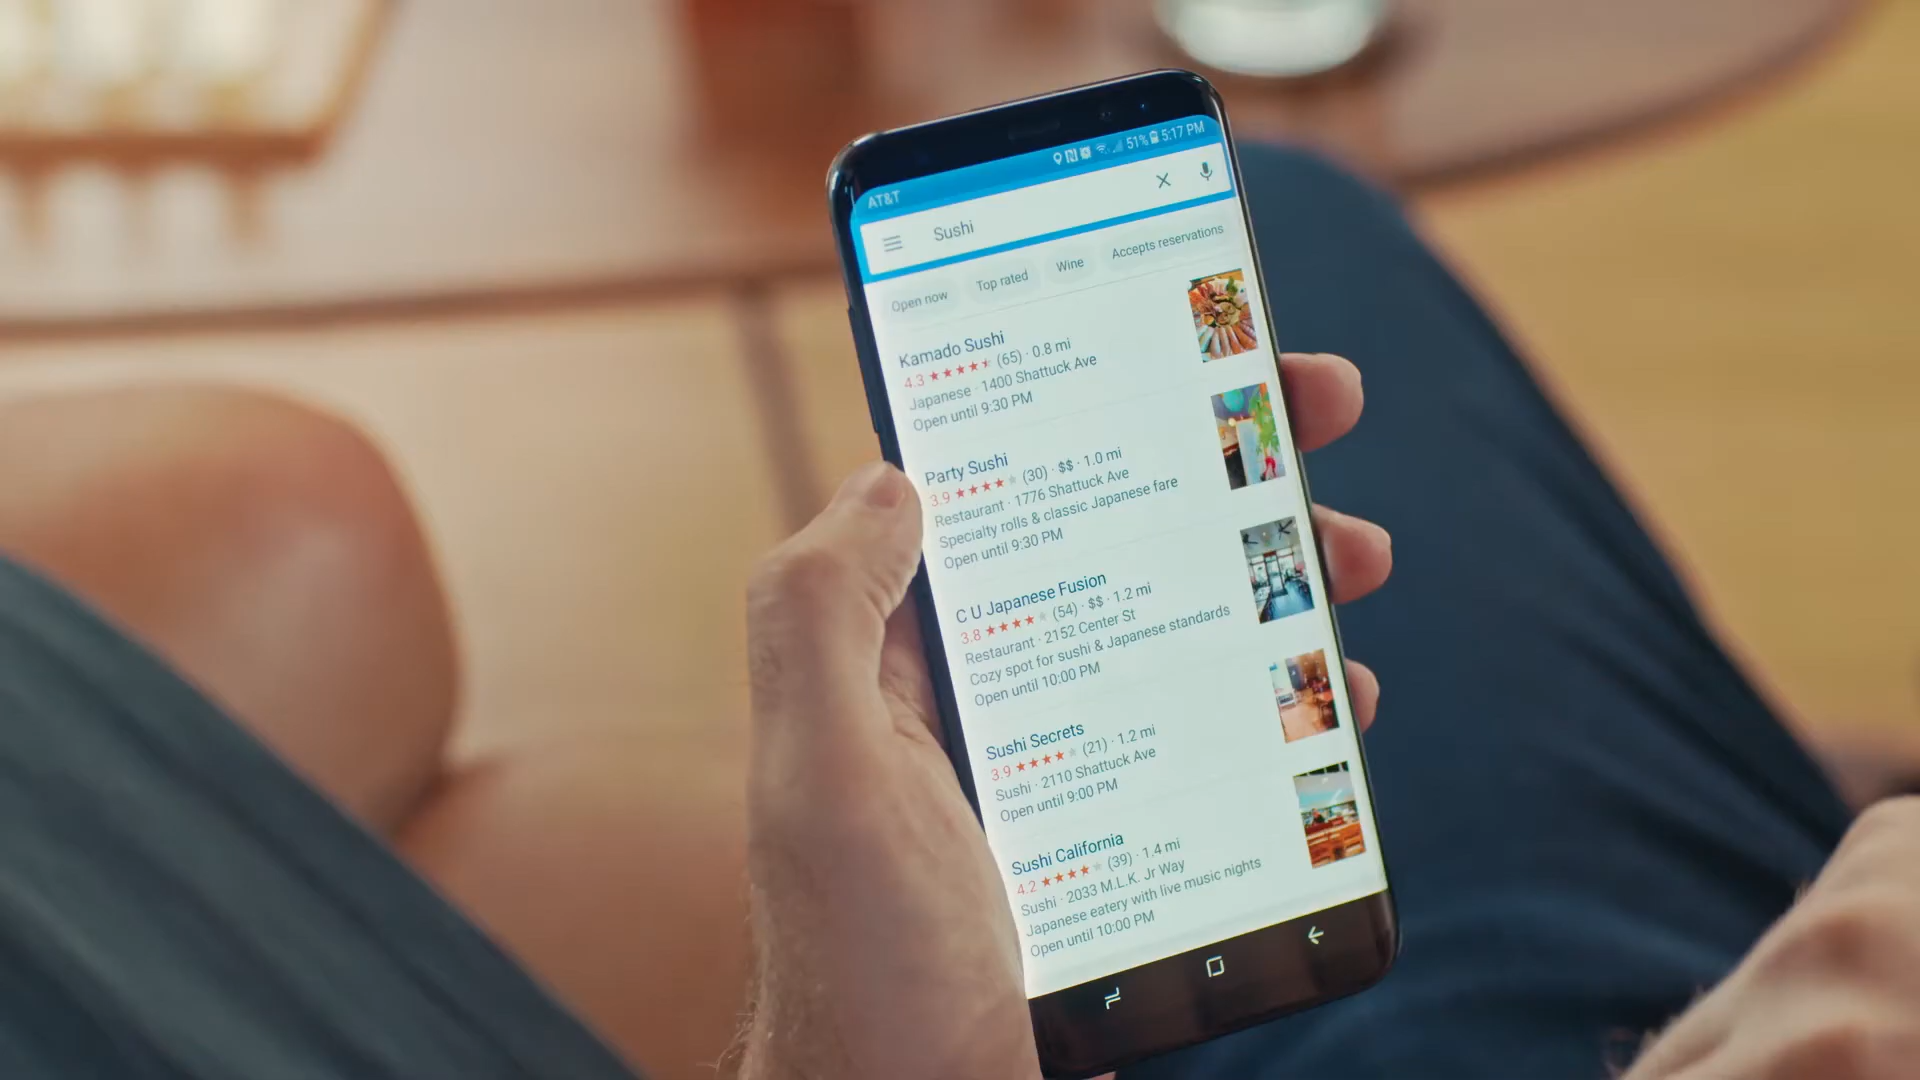 AT&T 51% 5:17 PM
Sushi
Open now Top rated Wine Accepts reservations
Kamado Sushi
4.3 (65) · 0.8 mi
Japanese · 1400 Shattuck Ave
Open until 9:30 PM
Party Sushi
3.9 (30) · $$ · 1.0 mi
Restaurant · 1776 Shattuck Ave
Specialty rolls & classic Japanese fare
Open until 9:30 PM
C U Japanese Fusion
3.8 (54) · $$ · 1.2 mi
Restaurant · 2152 Center St
Cozy spot for sushi & Japanese standards
Open until 10:00 PM
Sushi Secrets
3.9 (21) · 1.2 mi
Sushi · 2110 Shattuck Ave
Open until 9:00 PM
Sushi California
4.2 (39) · 1.4 mi
Sushi · 2033 M.L.K. Jr Way
Japanese eatery with live music nights
Open until 10:00 PM